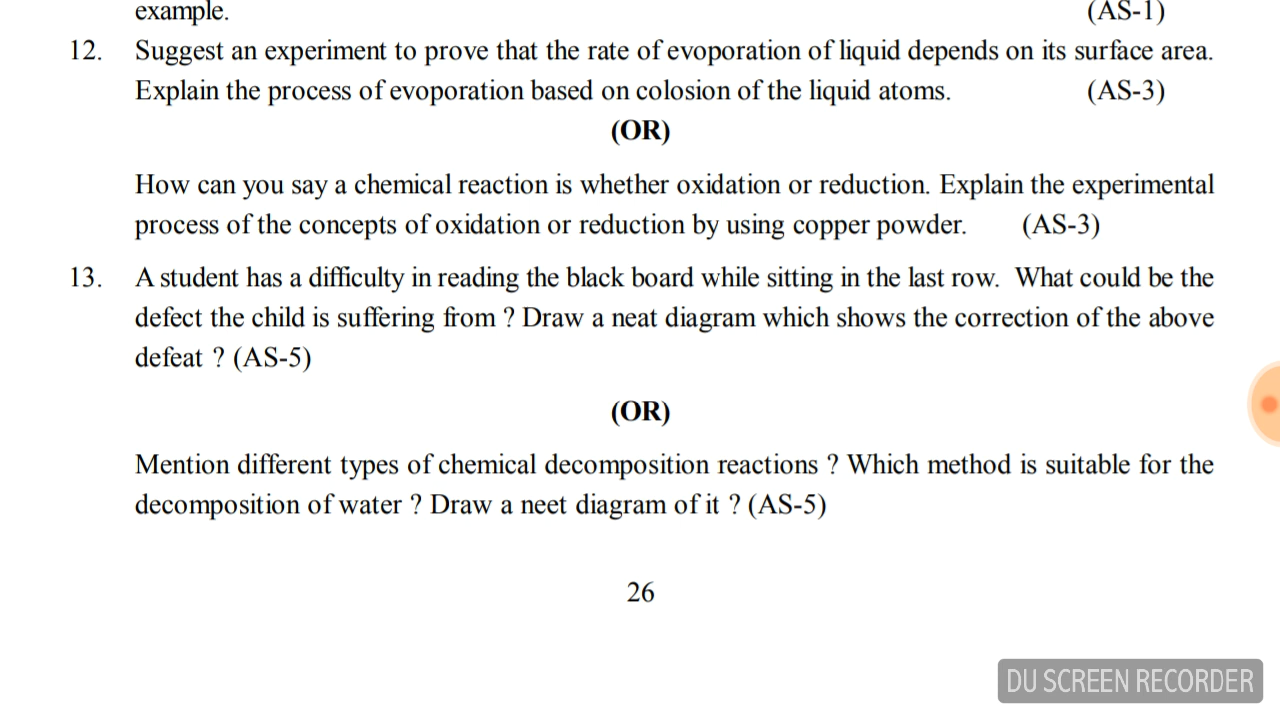 example. (AS-1)
12. Suggest an experiment to prove that the rate of evoporation of liquid depends on its surface area.
Explain the process of evoporation based on colosion of the liquid atoms. (AS-3)
(OR)
How can you say a chemical reaction is whether oxidation or reduction. Explain the experimental
process of the concepts of oxidation or reduction by using copper powder. (AS-3)
13. A student has a difficulty in reading the black board while sitting in the last row. What could be the
defect the child is suffering from ? Draw a neat diagram which shows the correction of the above
defeat ? (AS-5)
(OR)
Mention different types of chemical decomposition reactions ? Which method is suitable for the
decomposition of water ? Draw a neet diagram of it ? (AS-5)
26
DU SCREEN RECORDER